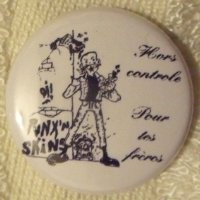 Hors
controle
Pour
tes
frères
oi!
PUNX'N
SKINS